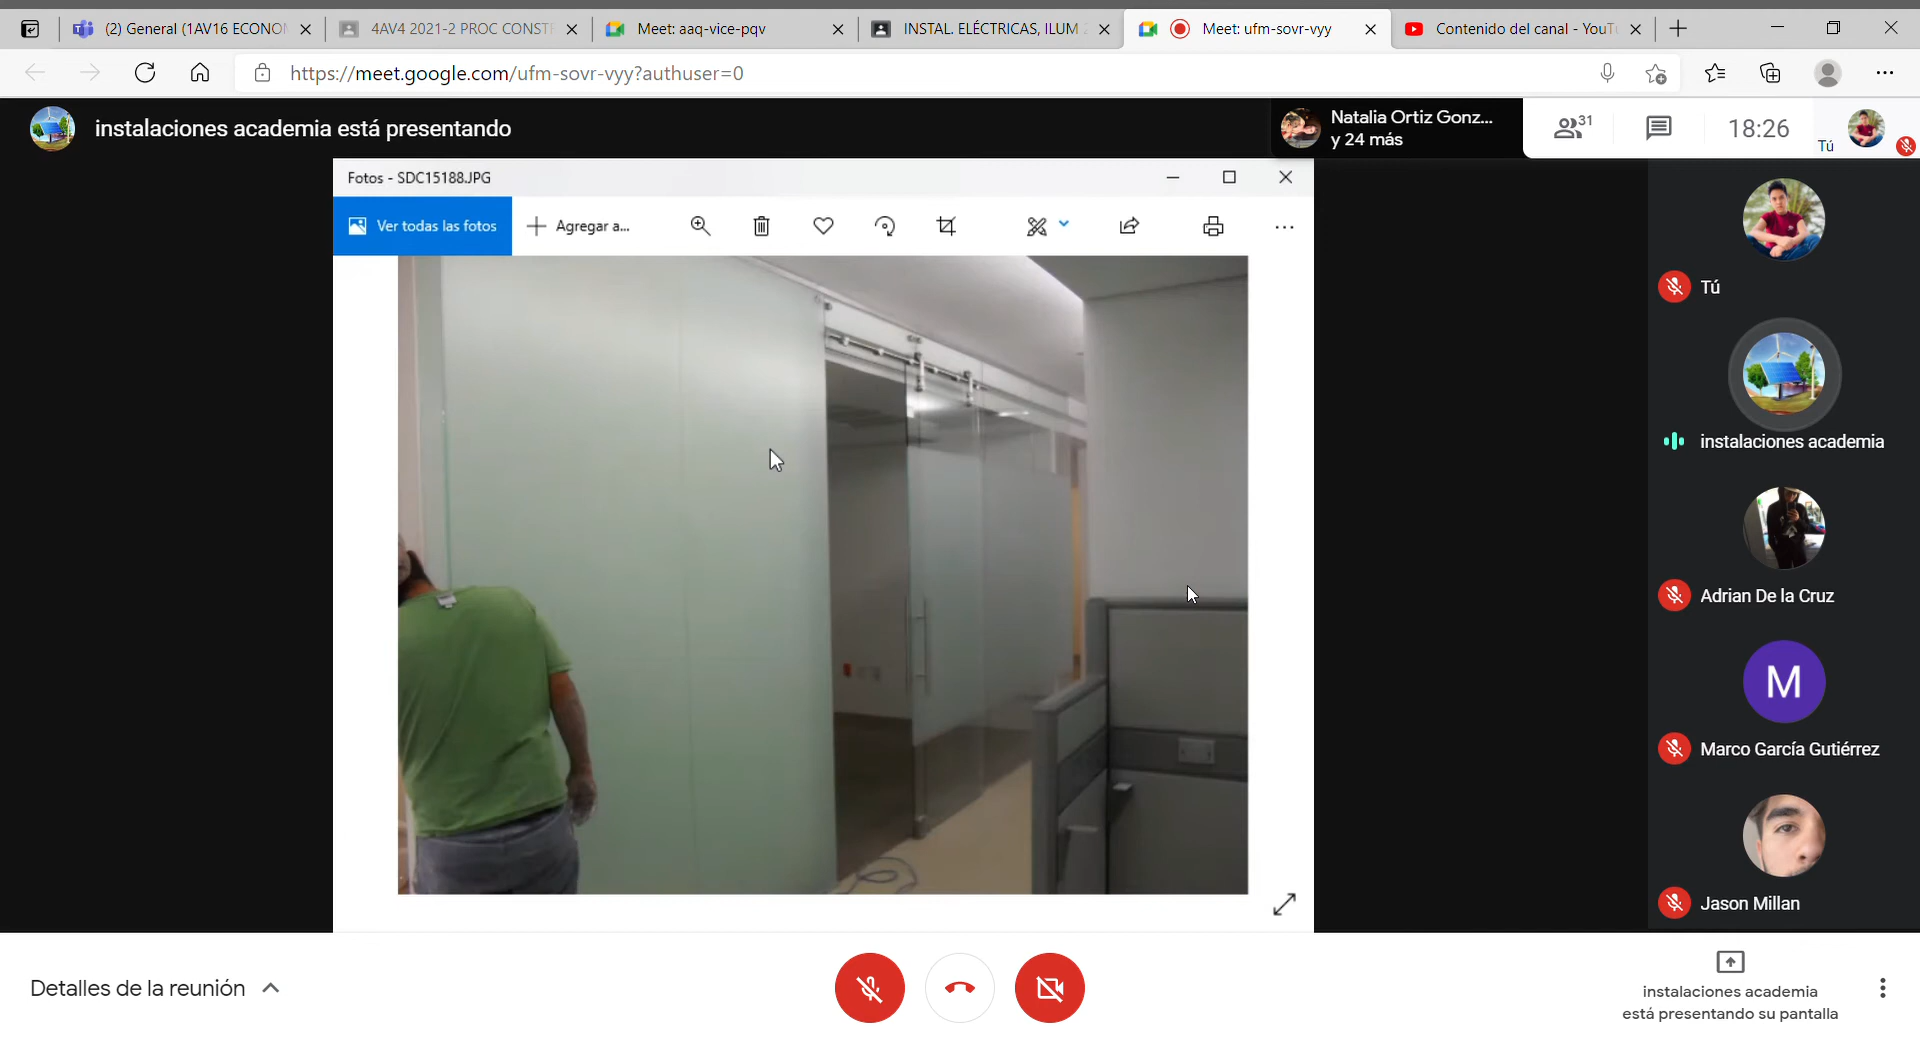 (2) General (1AV16 ECONO
4AV4 2021-2 PROC CONSTR
Meet: aaq-vice-pqv
INSTAL. ELÉCTRICAS, ILUM 2
Meet: ufm-sovr-vyy
Contenido del canal - YouTu
https://meet.google.com/ufm-sovr-vyy?authuser=0
instalaciones academia está presentando
Natalia Ortiz Gonz...
y 24 más
31
18:26
Tú
Fotos - SDC15188.JPG
Ver todas las fotos
Agregar a...
Tú
instalaciones academia
Adrian De la Cruz
M
Marco García Gutiérrez
Jason Millan
Detalles de la reunión
instalaciones academia
está presentando su pantalla